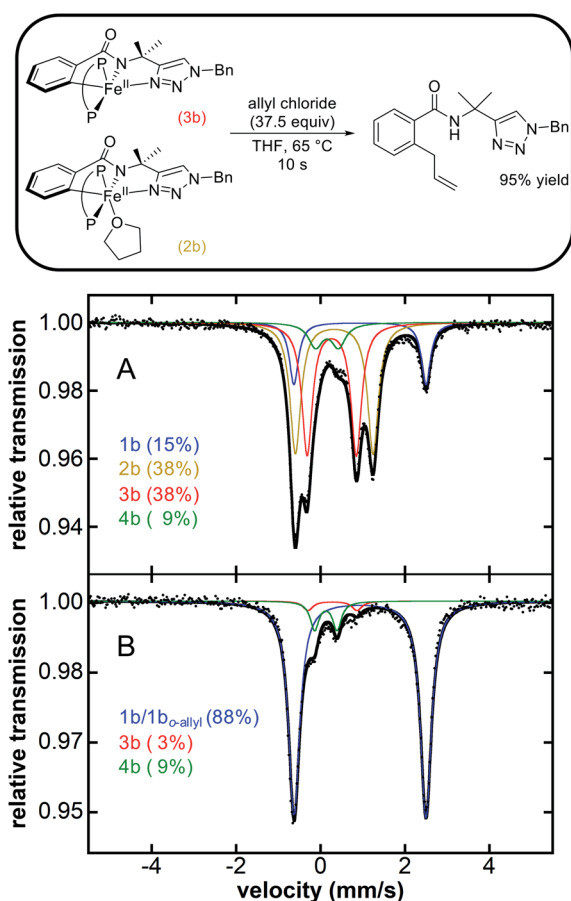 O
P
N
N
N
N
Bn
Fe^II
P
(3b)
O
P
N
N
N
N
Bn
Fe^II
P
O
(2b)
allyl chloride
(37.5 equiv)
THF, 65 °C
10 s
O
N
H
N
N=N
Bn
95% yield
relative transmission
1.00
0.98
0.96
0.94
A
1b (15%)
2b (38%)
3b (38%)
4b ( 9%)
relative transmission
1.00
0.98
0.97
0.95
B
1b/1b_o-allyl (88%)
3b ( 3%)
4b ( 9%)
-4 -2 0 2 4
velocity (mm/s)